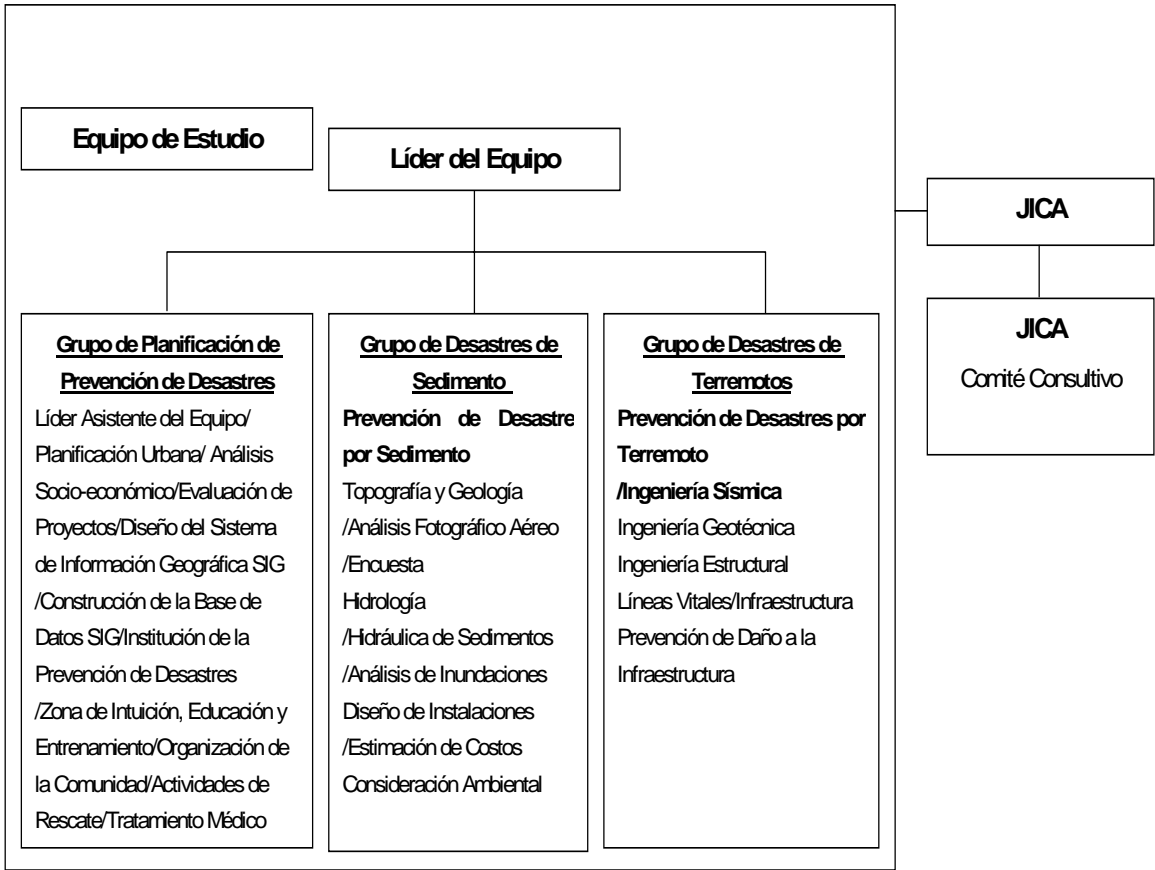 Equipo de Estudio
Líder del Equipo
JICA
JICA
Comité Consultivo
Grupo de Planificación de
Prevención de Desastres
Líder Asistente del Equipo/
Planificación Urbana/ Análisis
Socio-económico/Evaluación de
Proyectos/Diseño del Sistema
de Información Geográfica SIG
/Construcción de la Base de
Datos SIG/Institución de la
Prevención de Desastres
/Zona de Intuición, Educación y
Entrenamiento/Organización de
la Comunidad/Actividades de
Rescate/Tratamiento Médico
Grupo de Desastres de
Sedimento
Prevención de Desastre
por Sedimento
Topografía y Geología
/Análisis Fotográfico Aéreo
/Encuesta
Hidrología
/Hidráulica de Sedimentos
/Análisis de Inundaciones
Diseño de Instalaciones
/Estimación de Costos
Consideración Ambiental
Grupo de Desastres de
Terremotos
Prevención de Desastres por
Terremoto
/Ingeniería Sísmica
Ingeniería Geotécnica
Ingeniería Estructural
Líneas Vitales/Infraestructura
Prevención de Daño a la
Infraestructura